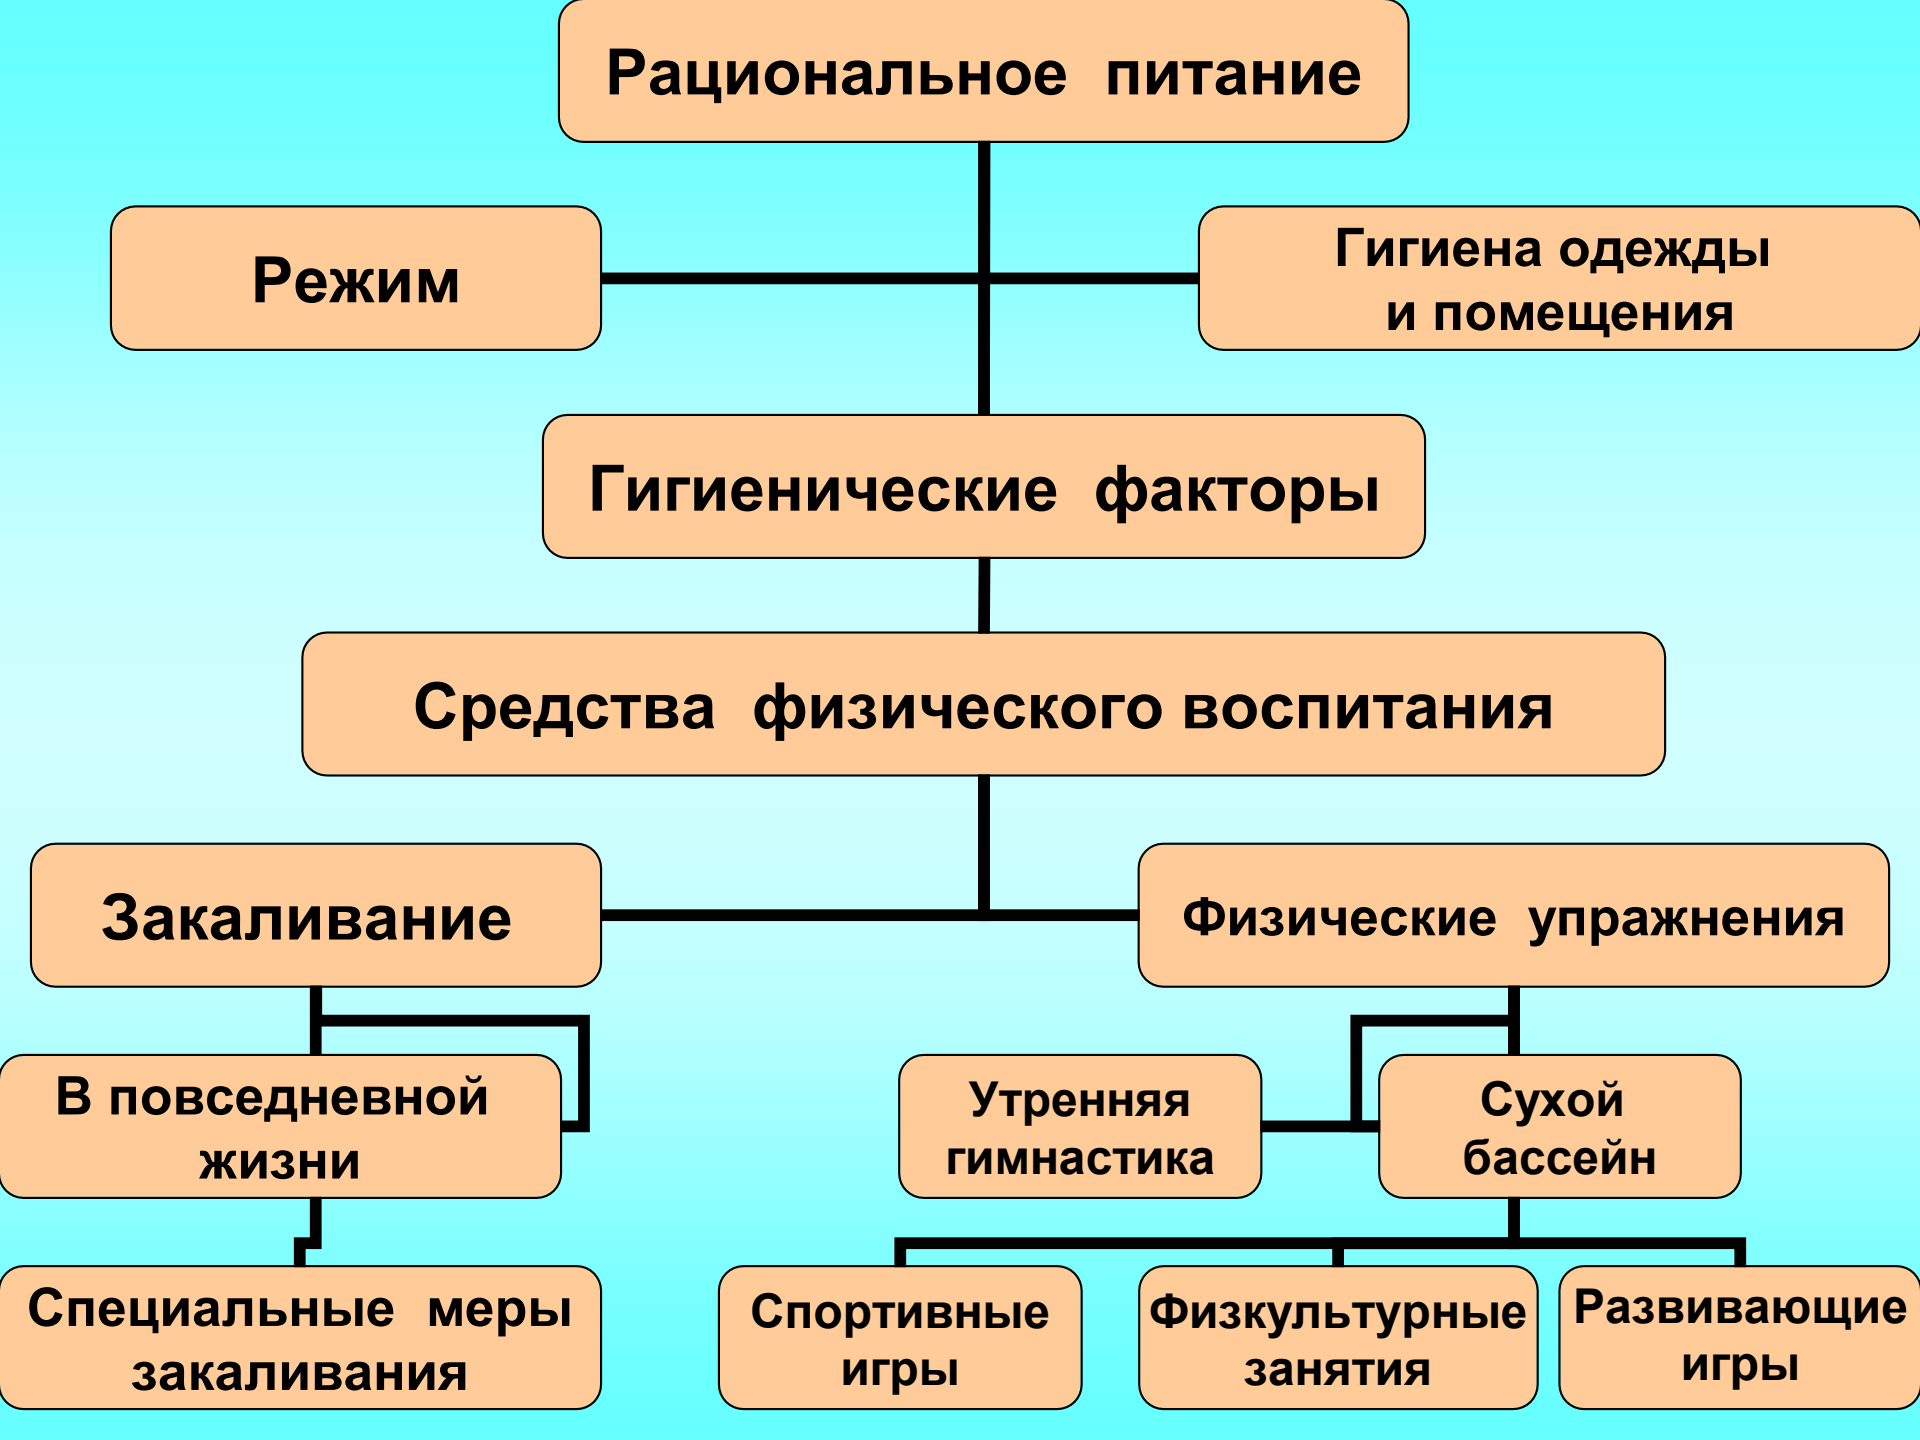 Рациональное питание
Режим
Гигиена одежды
и помещения
Гигиенические факторы
Средства физического воспитания
Закаливание
Физические упражнения
В повседневной
жизни
Утренняя
гимнастика
Сухой
бассейн
Специальные меры
закаливания
Спортивные
игры
Физкультурные
занятия
Развивающие
игры